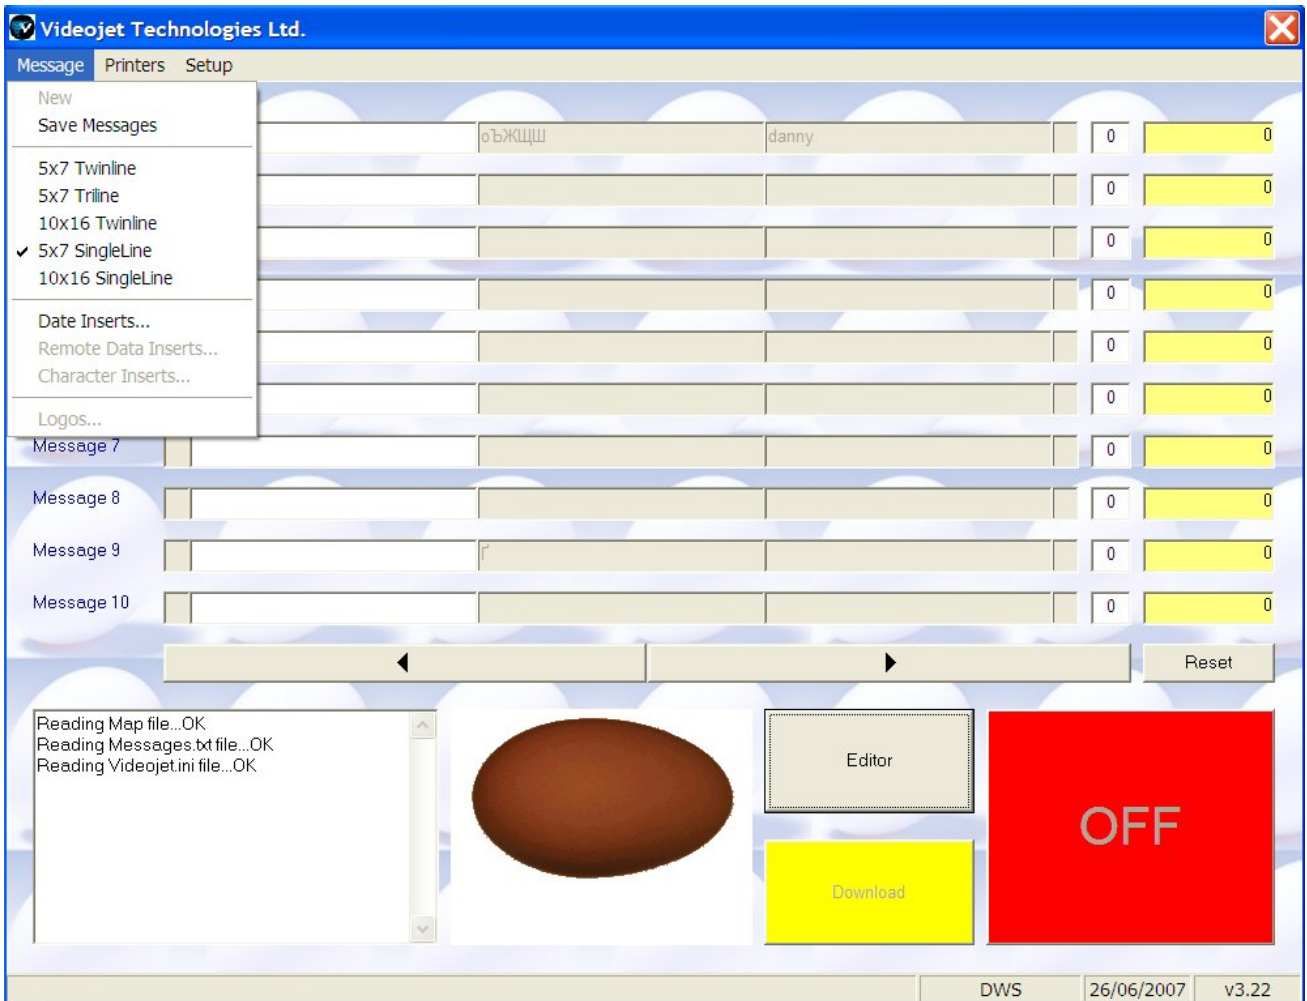 Videojet Technologies Ltd.
Message Printers Setup
New
Save Messages
5x7 Twinline
5x7 Triline
10x16 Twinline
5x7 SingleLine
10x16 SingleLine
Date Inserts...
Remote Data Inserts...
Character Inserts...
Logos...
оЪЖЩШ danny 0 0
0 0
0 0
0 0
0 0
0 0
Message 7 0 0
Message 8 0 0
Message 9 Ґ 0 0
Message 10 0 0
Reset
Reading Map file...OK
Reading Messages.txt file...OK
Reading Videojet.ini file...OK
Editor
Download
OFF
DWS 26/06/2007 v3.22